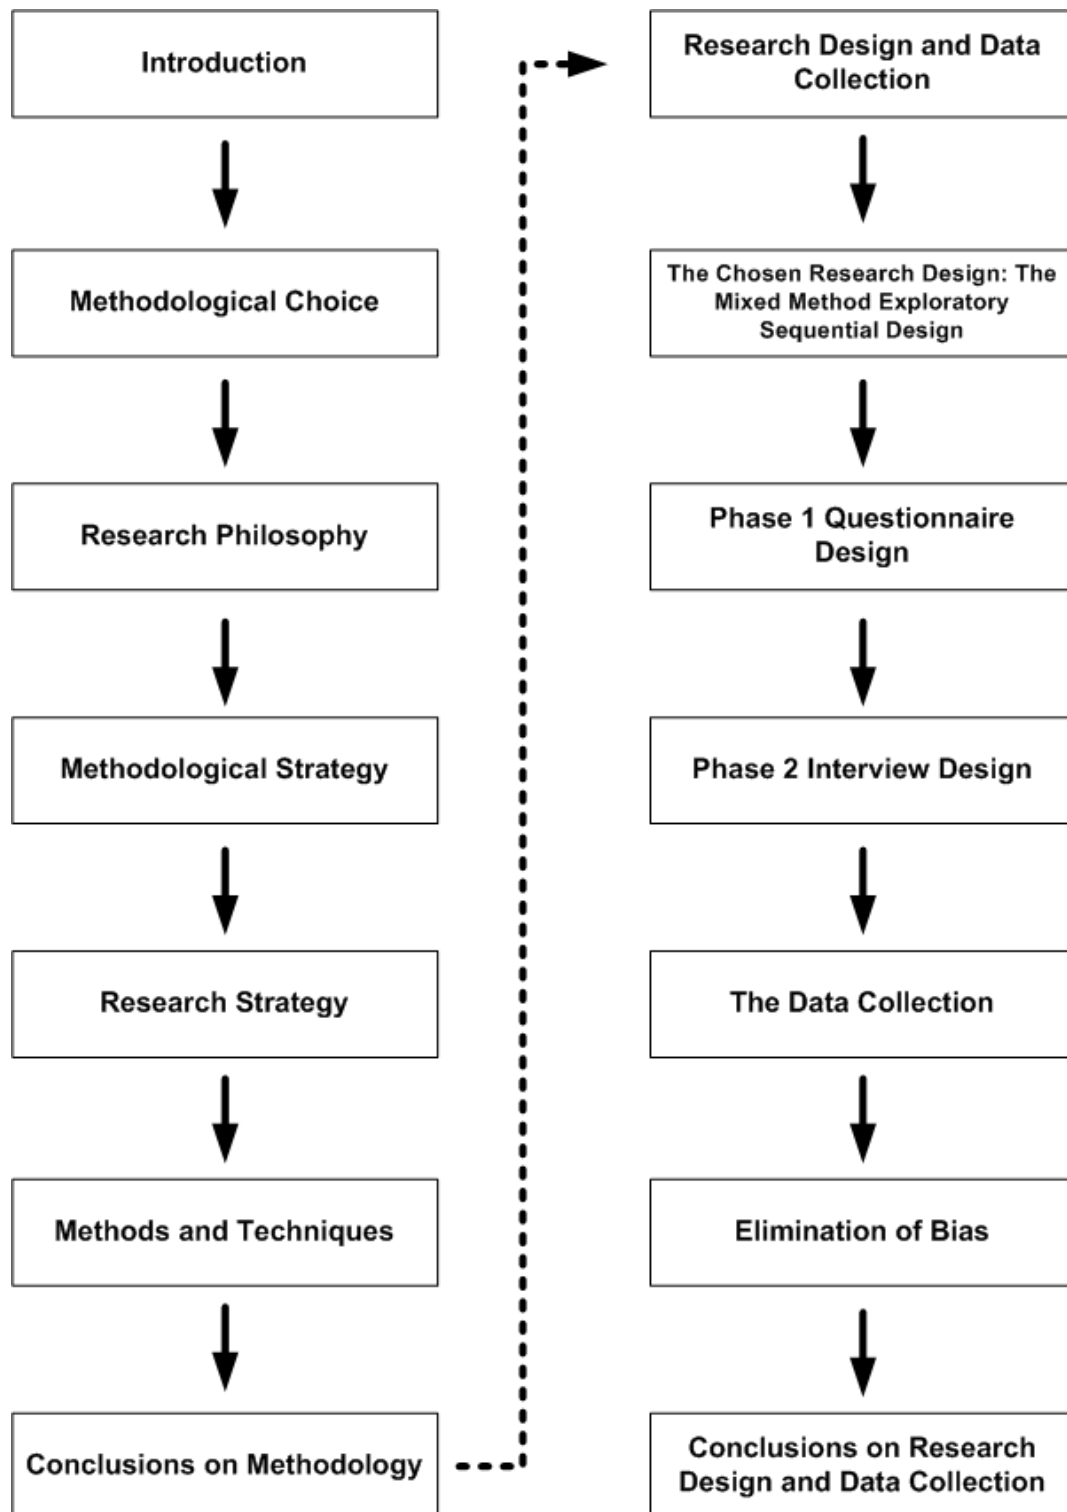 Introduction
Methodological Choice
Research Philosophy
Methodological Strategy
Research Strategy
Methods and Techniques
Conclusions on Methodology
Research Design and Data
Collection
The Chosen Research Design: The
Mixed Method Exploratory
Sequential Design
Phase 1 Questionnaire
Design
Phase 2 Interview Design
The Data Collection
Elimination of Bias
Conclusions on Research
Design and Data Collection